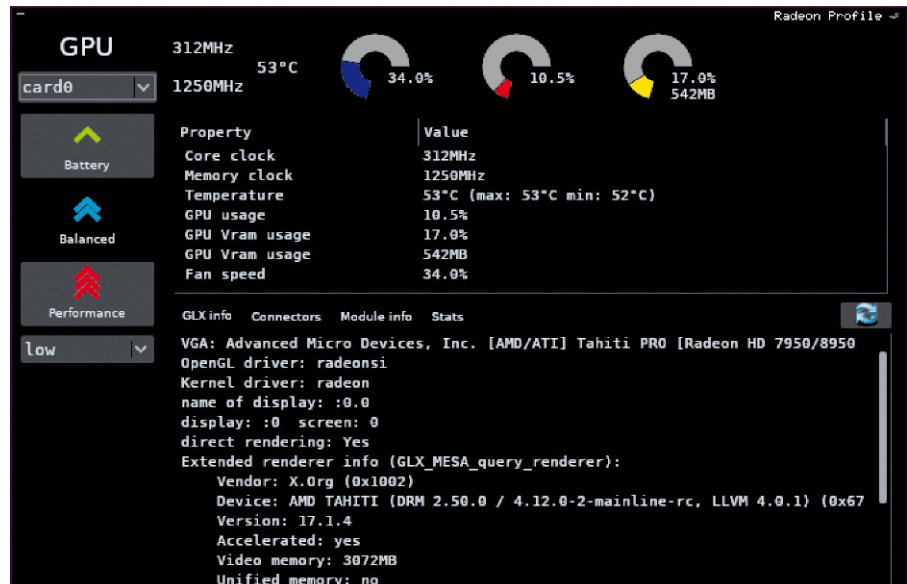 Radeon Profile
GPU
312MHz
53°C
1250MHz
34.0%
10.5%
17.0%
542MB
card0
Battery
Balanced
Performance
low
Property Value
Core clock 312MHz
Memory clock 1250MHz
Temperature 53°C (max: 53°C min: 52°C)
GPU usage 10.5%
GPU Vram usage 17.0%
GPU Vram usage 542MB
Fan speed 34.0%
GLX info Connectors Module info Stats
VGA: Advanced Micro Devices, Inc. [AMD/ATI] Tahiti PRO [Radeon HD 7950/8950
OpenGL driver: radeonsi
Kernel driver: radeon
name of display: :0.0
display: :0 screen: 0
direct rendering: Yes
Extended renderer info (GLX_MESA_query_renderer):
Vendor: X.Org (0x1002)
Device: AMD TAHITI (DRM 2.50.0 / 4.12.0-2-mainline-rc, LLVM 4.0.1) (0x67
Version: 17.1.4
Accelerated: yes
Video memory: 3072MB
Unified memory: no